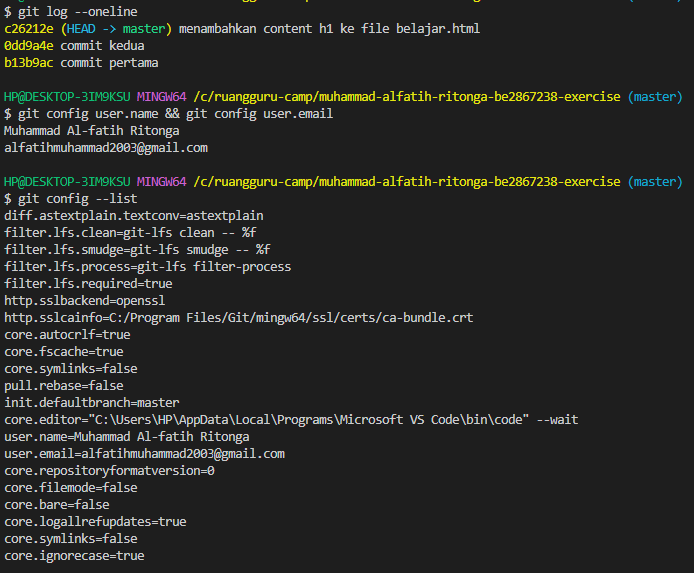 $ git log --oneline
c26212e (HEAD -> master) menambahkan content h1 ke file belajar.html
0dd9a4e commit kedua
b13b9ac commit pertama
HP@DESKTOP-3IM9KSU MINGW64 /c/ruangguru-camp/muhammad-alfatih-ritonga-be2867238-exercise (master)
$ git config user.name && git config user.email
Muhammad Al-fatih Ritonga
alfatihmuhammad2003@gmail.com
HP@DESKTOP-3IM9KSU MINGW64 /c/ruangguru-camp/muhammad-alfatih-ritonga-be2867238-exercise (master)
$ git config --list
diff.astextplain.textconv=astextplain
filter.lfs.clean=git-lfs clean -- %f
filter.lfs.smudge=git-lfs smudge -- %f
filter.lfs.process=git-lfs filter-process
filter.lfs.required=true
http.sslbackend=openssl
http.sslcainfo=C:/Program Files/Git/mingw64/ssl/certs/ca-bundle.crt
core.autocrlf=true
core.fscache=true
core.symlinks=false
pull.rebase=false
init.defaultbranch=master
core.editor="C:\Users\HP\AppData\Local\Programs\Microsoft VS Code\bin\code" --wait
user.name=Muhammad Al-fatih Ritonga
user.email=alfatihmuhammad2003@gmail.com
core.repositoryformatversion=0
core.filemode=false
core.bare=false
core.logallrefupdates=true
core.symlinks=false
core.ignorecase=true